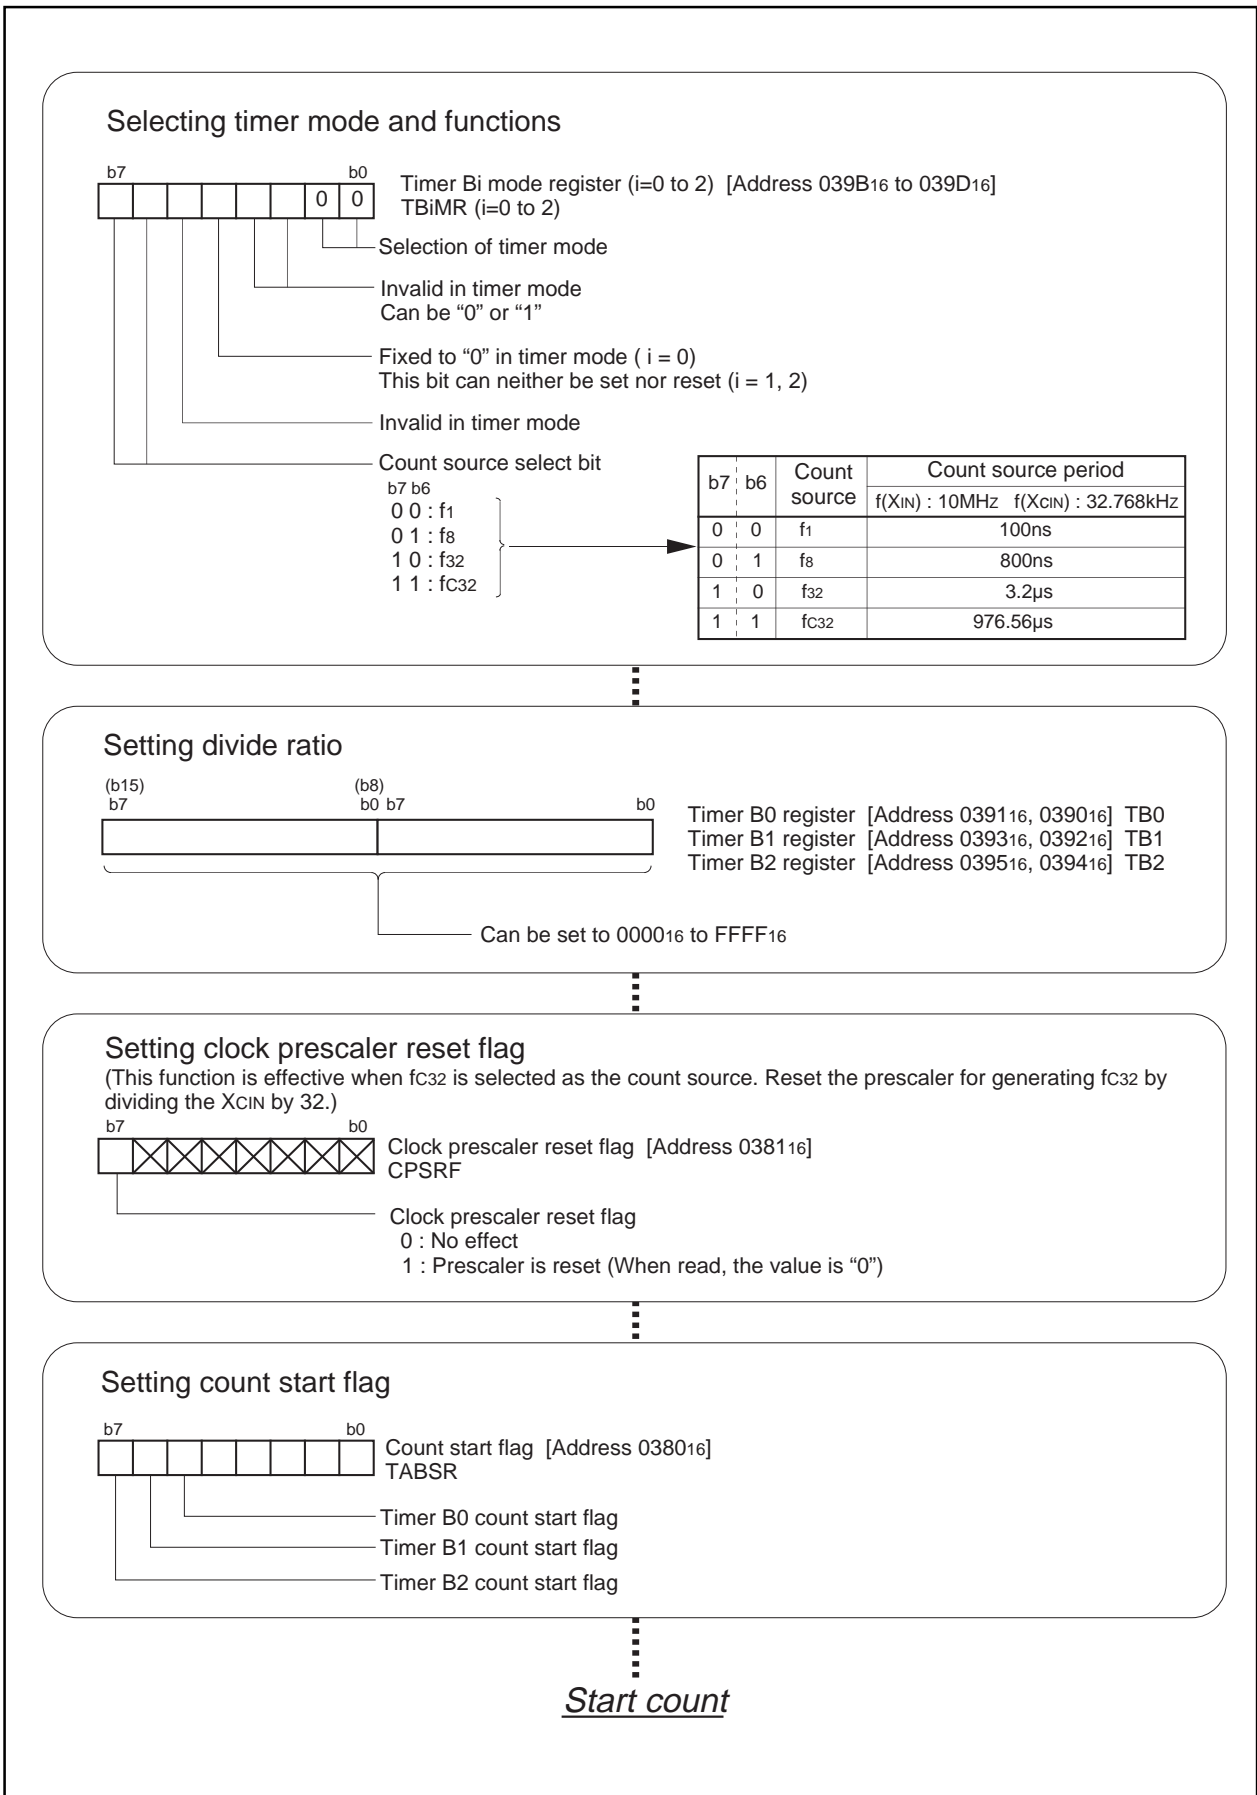 Selecting timer mode and functions
b7 b0
0 0
Timer Bi mode register (i=0 to 2) [Address 039B16 to 039D16]
TBiMR (i=0 to 2)
Selection of timer mode
Invalid in timer mode
Can be “0” or “1”
Fixed to “0” in timer mode ( i = 0)
This bit can neither be set nor reset (i = 1, 2)
Invalid in timer mode
Count source select bit
b7 b6
0 0 : f1
0 1 : f8
1 0 : f32
1 1 : fC32
b7 b6 Count source Count source period
f(XIN) : 10MHZ f(XCIN) : 32.768kHZ
0 0 f1 100ns
0 1 f8 800ns
1 0 f32 3.2µs
1 1 fC32 976.56µs
Setting divide ratio
(b15) (b8)
b7 b0 b7 b0
Timer B0 register [Address 039116, 039016] TB0
Timer B1 register [Address 039316, 039216] TB1
Timer B2 register [Address 039516, 039416] TB2
Can be set to 000016 to FFFF16
Setting clock prescaler reset flag
(This function is effective when fC32 is selected as the count source. Reset the prescaler for generating fC32 by
dividing the XCIN by 32.)
b7 b0
Clock prescaler reset flag [Address 038116]
CPSRF
Clock prescaler reset flag
0 : No effect
1 : Prescaler is reset (When read, the value is “0”)
Setting count start flag
b7 b0
Count start flag [Address 038016]
TABSR
Timer B0 count start flag
Timer B1 count start flag
Timer B2 count start flag
Start count